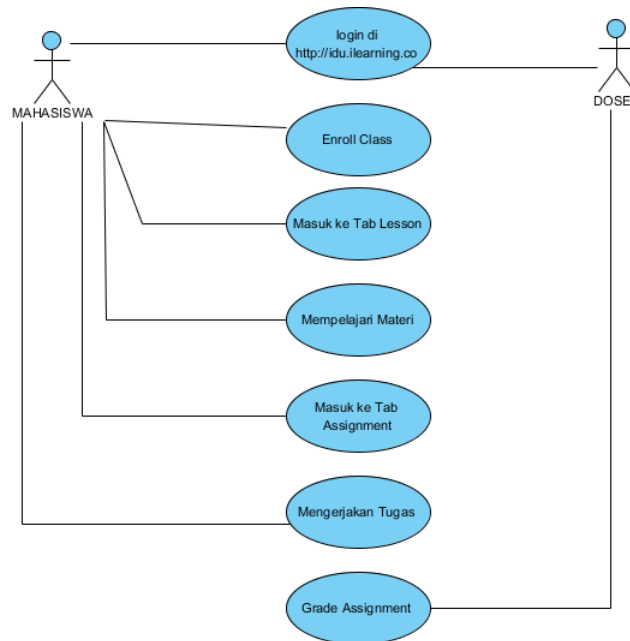 login di
http://idu.ilearning.co
MAHASISWA
DOSE
Enroll Class
Masuk ke Tab Lesson
Mempelajari Materi
Masuk ke Tab
Assignment
Mengerjakan Tugas
Grade Assignment